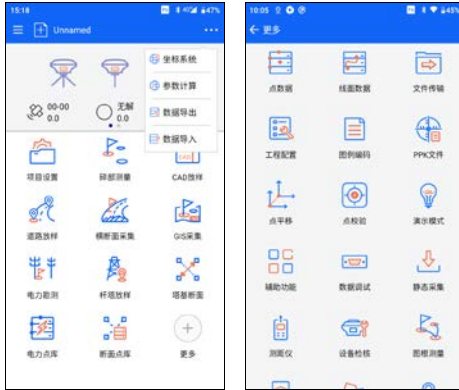 15:18
47%
Unnamed
坐标系统
参数计算
数据导出
数据导入
00-00
0.0
无解
0.0
项目设置
碎部测量
CAD放样
道路放样
横断面采集
GIS采集
电力勘测
杆塔放样
塔基断面
电力点库
断面点库
更多
10:05
45%
更多
点数据
线面数据
文件传输
工程配置
图例编码
PPK文件
点平移
点校验
演示模式
辅助功能
数据调试
静态采集
测距仪
设备检核
图根测量